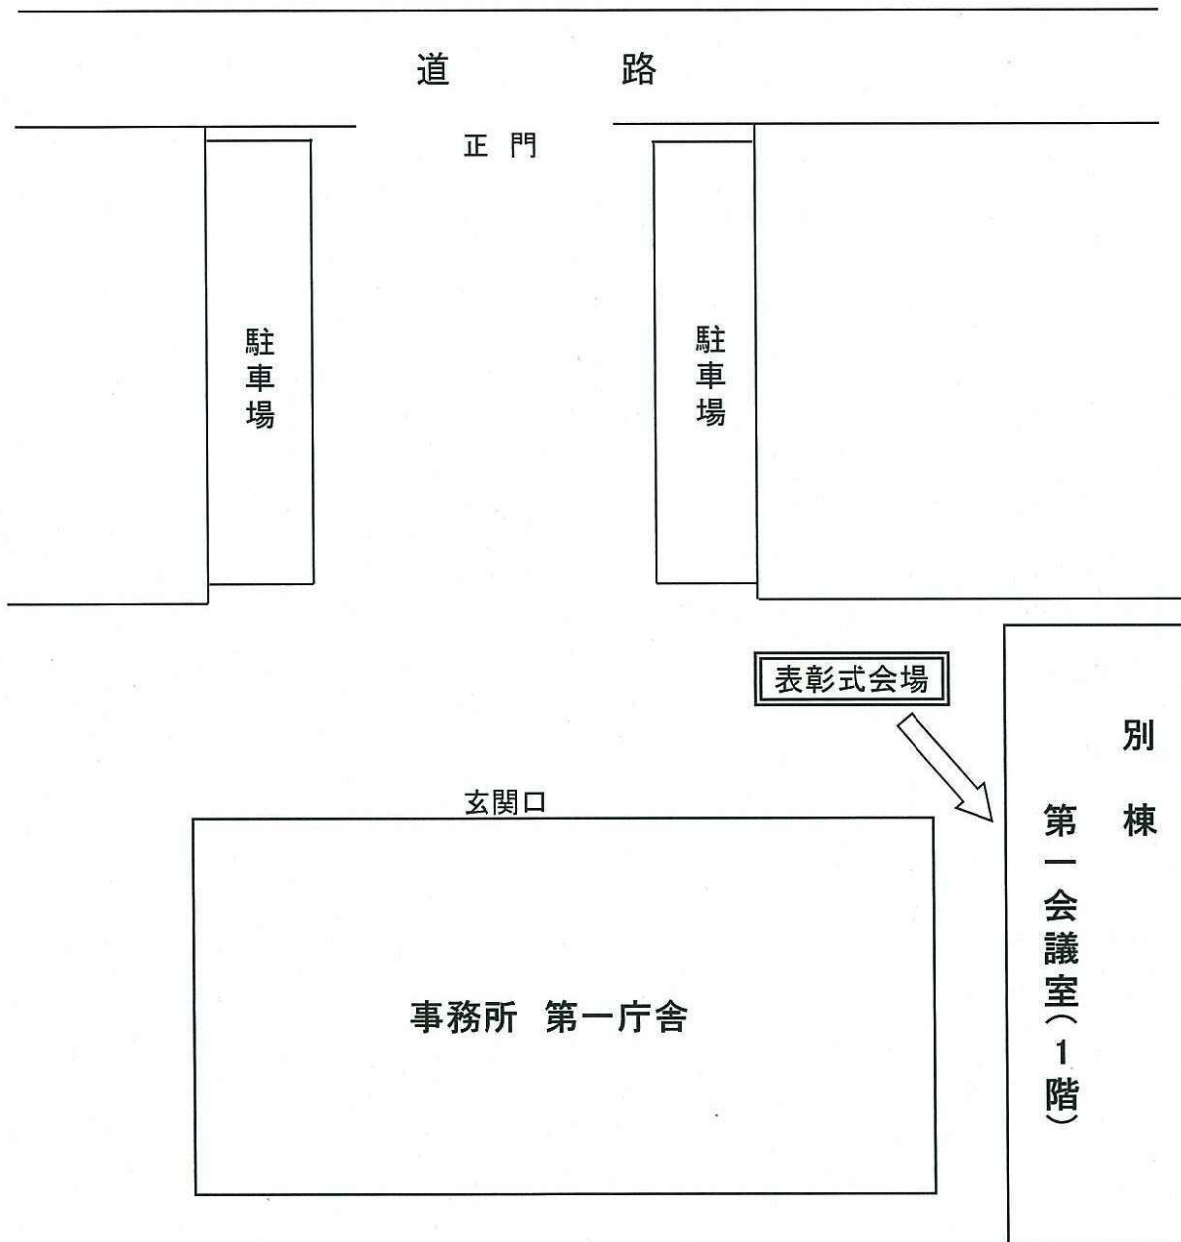 道 路
正 門
駐車場
駐車場
表彰式会場
別棟
第一会議室(1階)
玄関口
事務所 第一庁舎